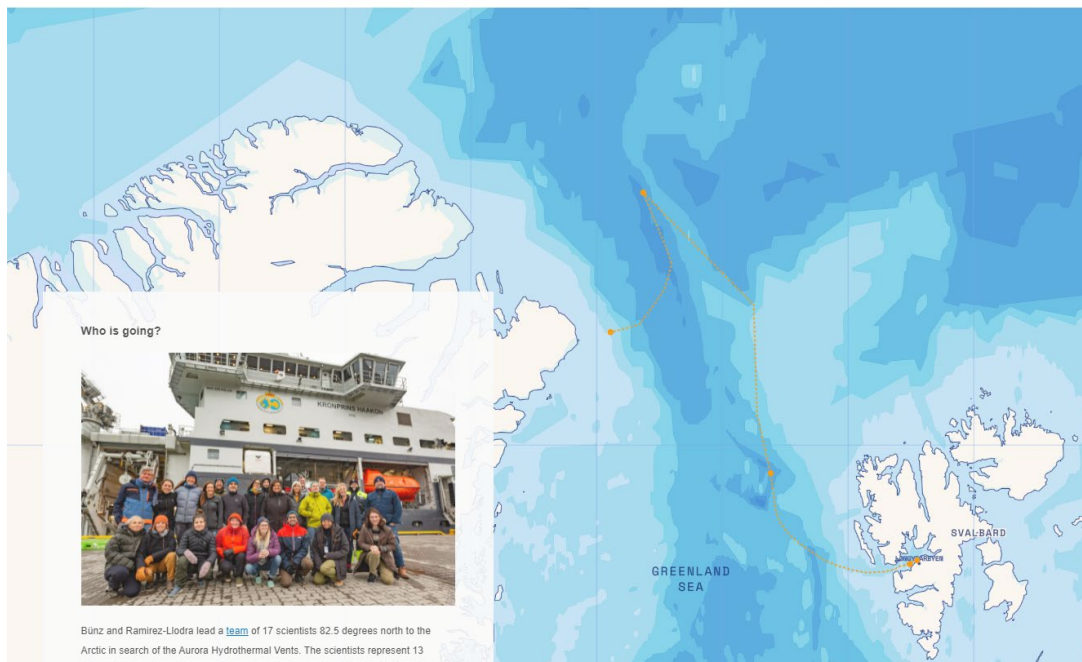 Who is going?
KRONPRINS HAAKON
Bünz and Ramirez-Llodra lead a team of 17 scientists 82.5 degrees north to the
Arctic in search of the Aurora Hydrothermal Vents. The scientists represent 13
GREENLAND
SEA
SVALBARD